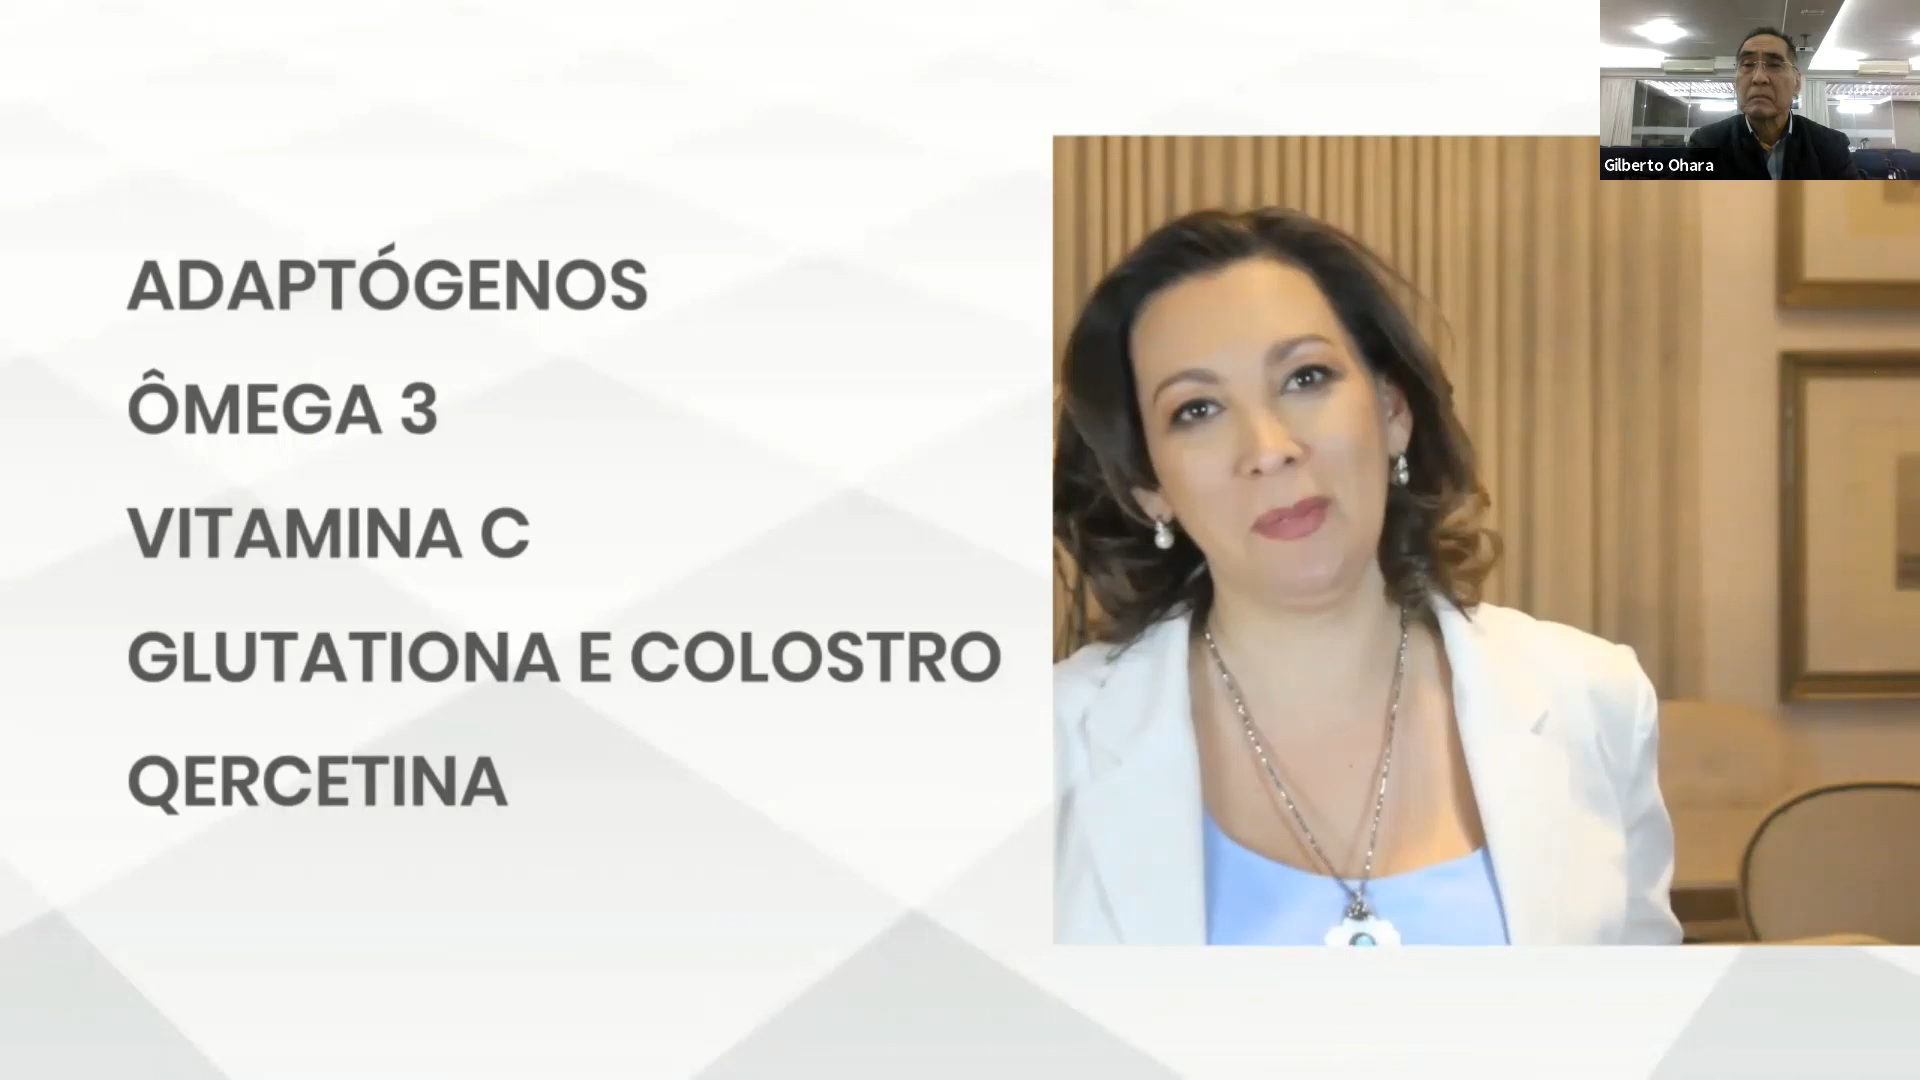 Gilberto Ohara
ADAPTÓGENOS
ÔMEGA 3
VITAMINA C
GLUTATIONA E COLOSTRO
QERCETINA